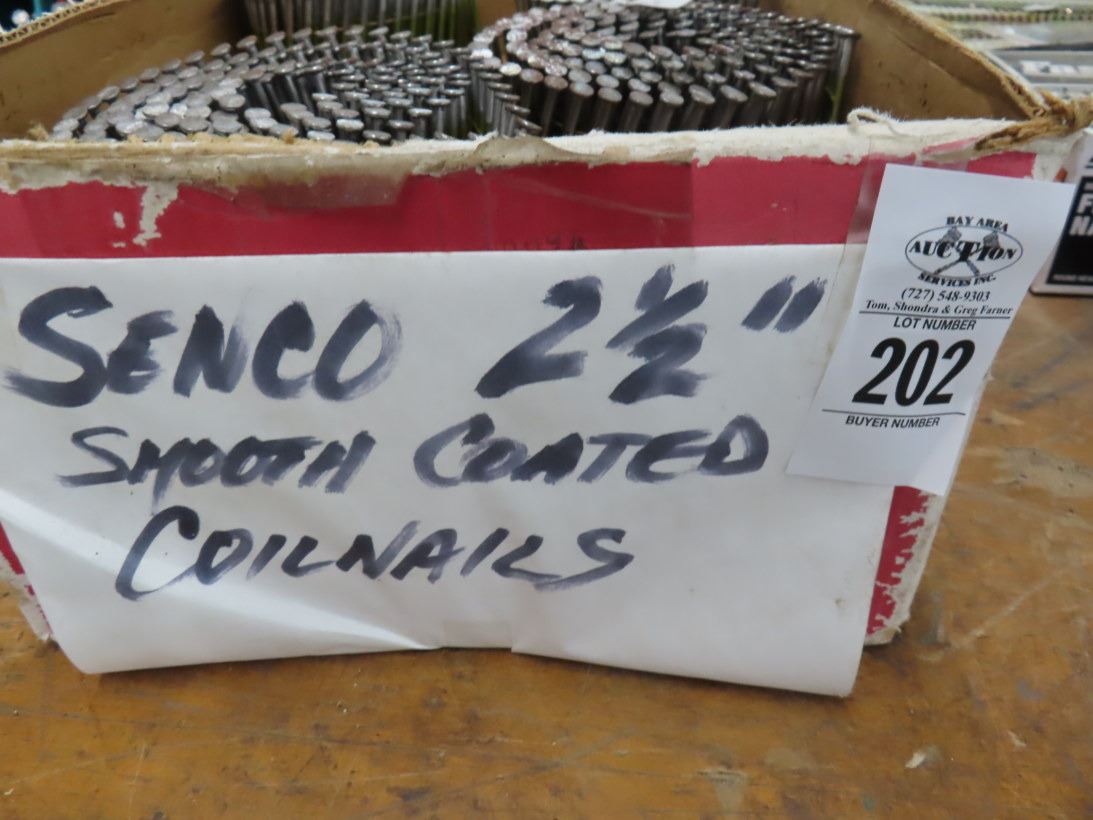 SENCO 2½"
SMOOTH COATED
COILNAILS
BAY AREA
AUCTION
SERVICES INC.
(727) 548-9303
Tom, Shondra & Greg Farner
LOT NUMBER
202
BUYER NUMBER